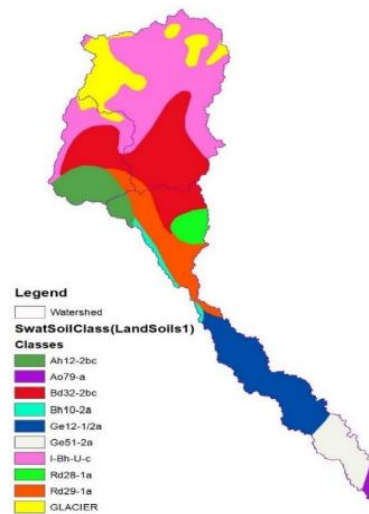 Legend
Watershed
SwatSoilClass(LandSoils1)
Classes
Ah12-2bc
Ao79-a
Bd32-2bc
Bh10-2a
Ge12-1/2a
Ge51-2a
I-Bh-U-c
Rd28-1a
Rd29-1a
GLACIER